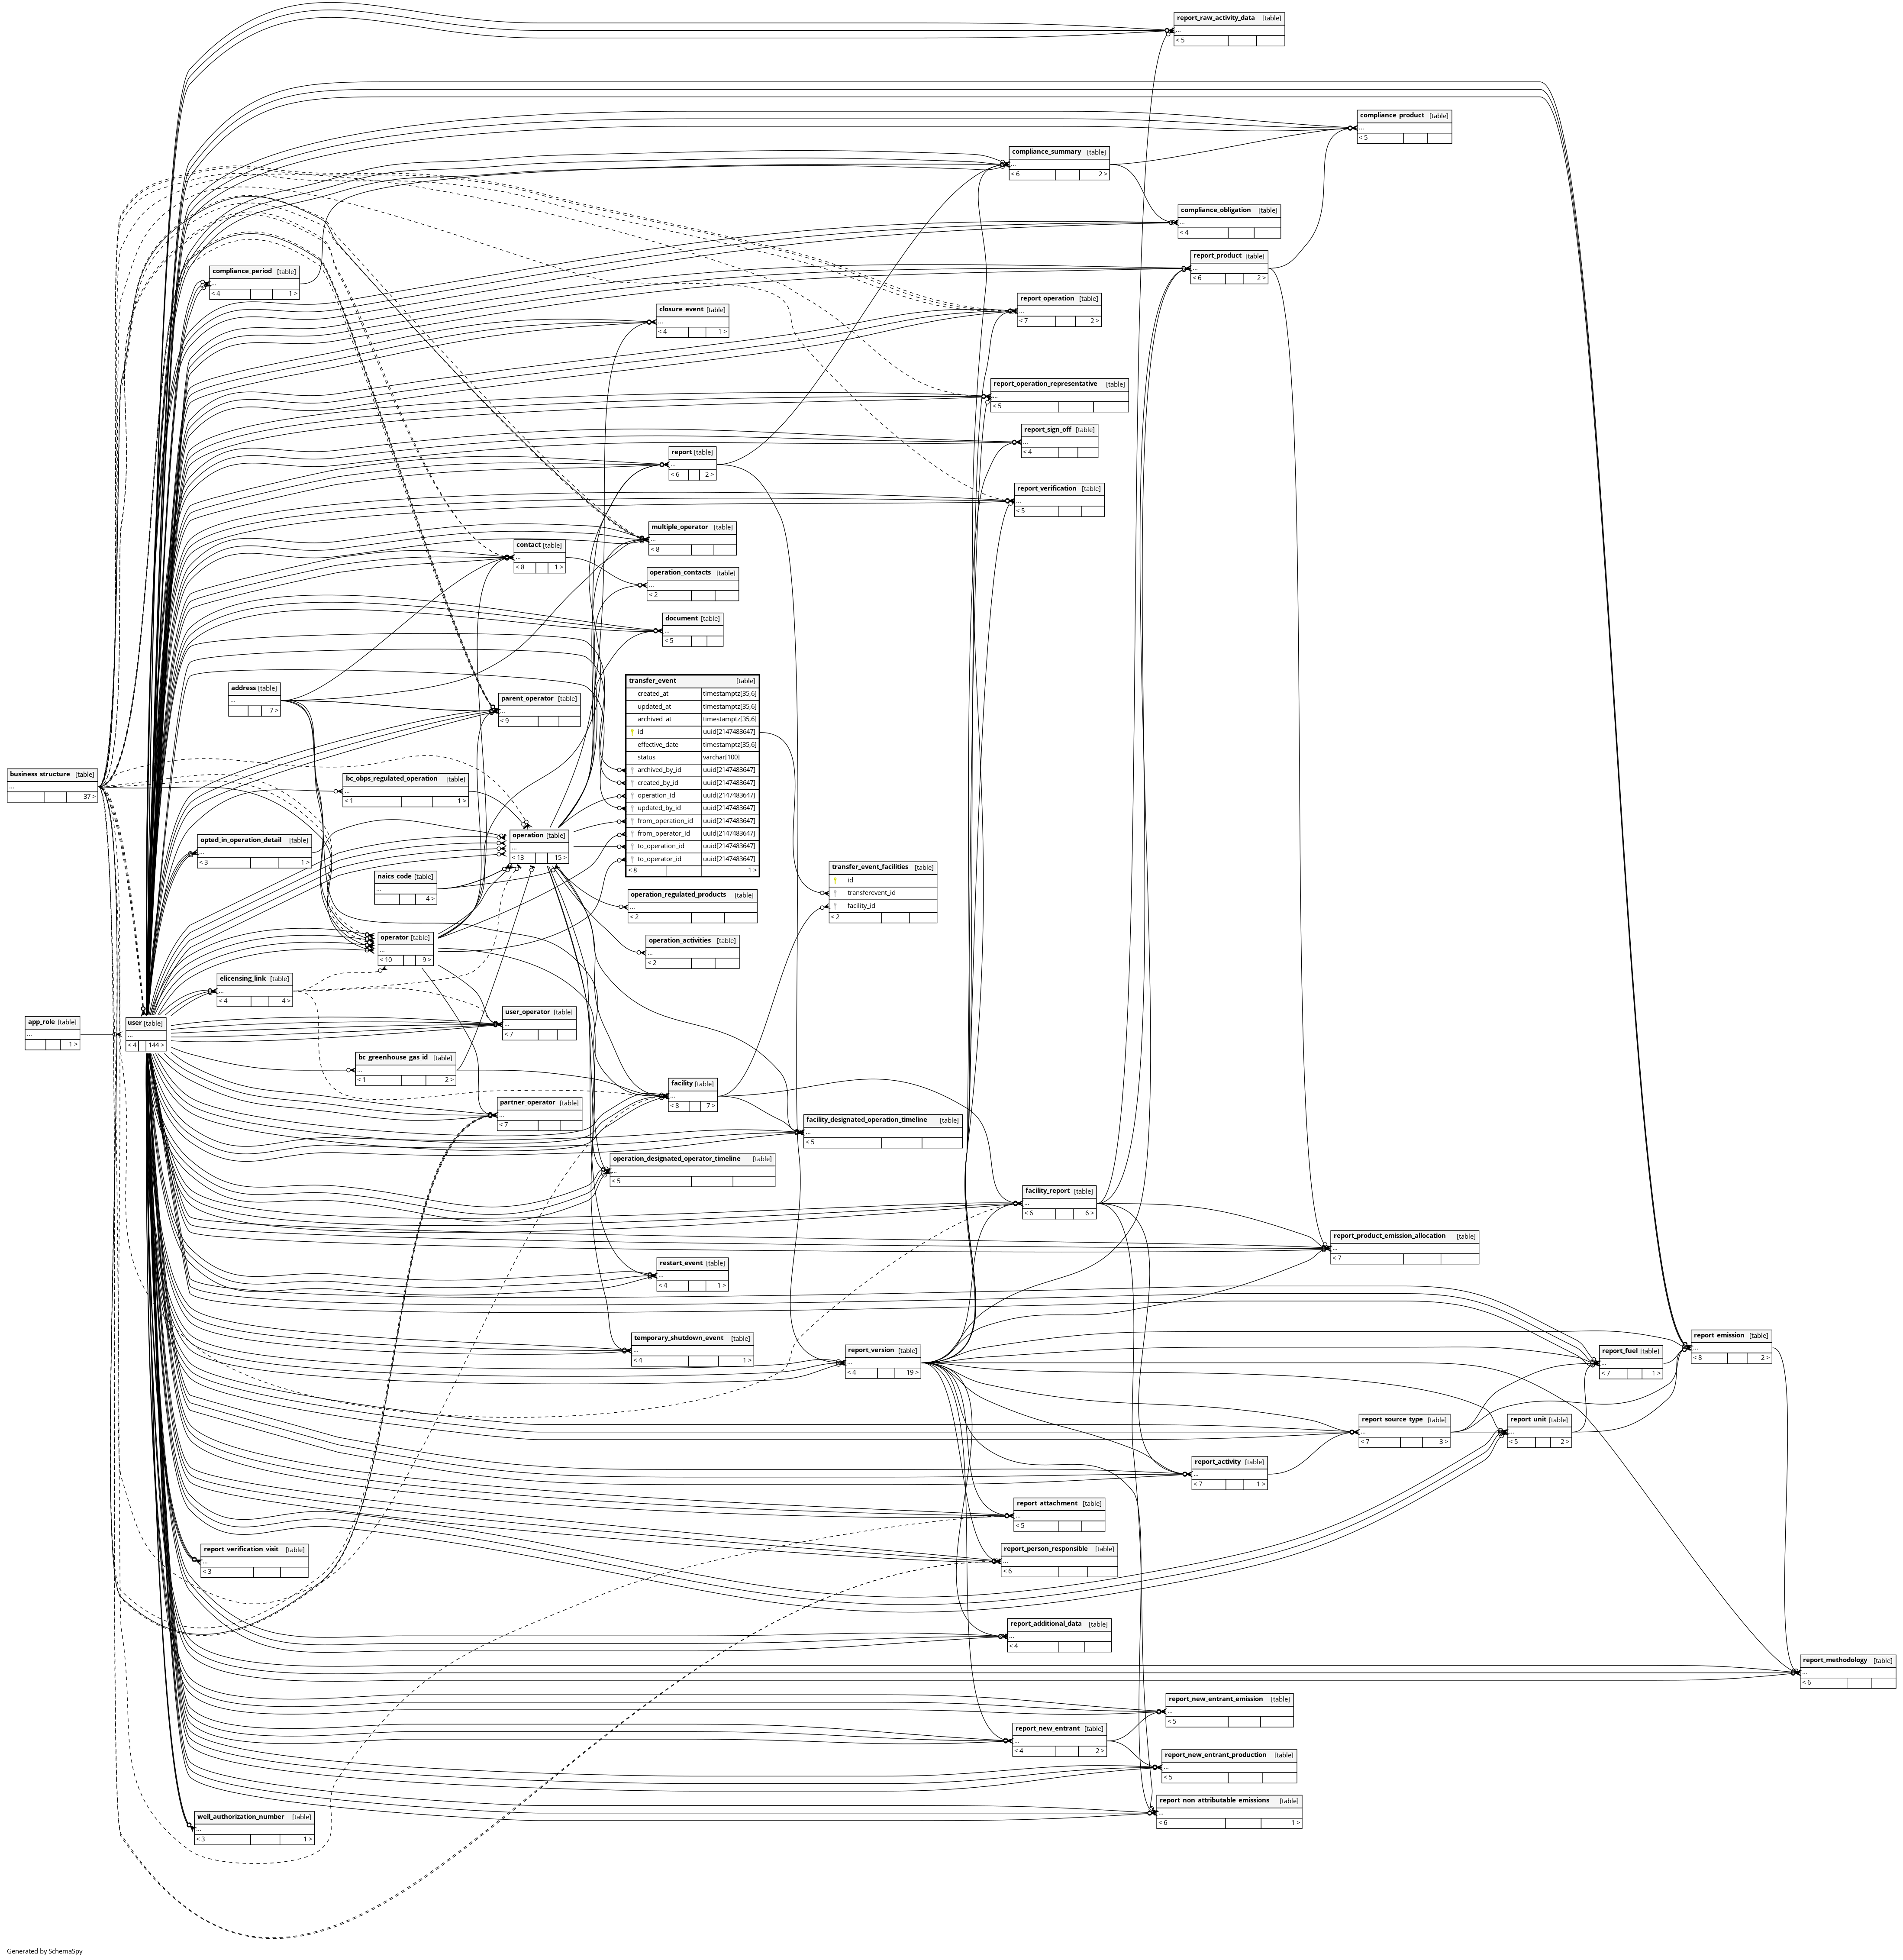 report_raw_activity_data [table]
...
< 5
compliance_product [table]
...
< 5
compliance_summary [table]
...
< 6 2 >
compliance_obligation [table]
...
< 4
report_product [table]
...
< 6 2 >
compliance_period [table]
...
< 4 1 >
report_operation [table]
...
< 7 2 >
closure_event [table]
...
< 4 1 >
report_operation_representative [table]
...
< 5
report_sign_off [table]
...
< 4
report [table]
...
< 6 2 >
report_verification [table]
...
< 5
multiple_operator [table]
...
< 8
contact [table]
...
< 8 1 >
operation_contacts [table]
...
< 2
document [table]
...
< 5
transfer_event [table]
created_at timestamptz[35,6]
updated_at timestamptz[35,6]
archived_at timestamptz[35,6]
id uuid[2147483647]
effective_date timestamptz[35,6]
status varchar[100]
archived_by_id uuid[2147483647]
created_by_id uuid[2147483647]
operation_id uuid[2147483647]
updated_by_id uuid[2147483647]
from_operation_id uuid[2147483647]
from_operator_id uuid[2147483647]
to_operation_id uuid[2147483647]
to_operator_id uuid[2147483647]
< 8 1 >
address [table]
...
7 >
parent_operator [table]
...
< 9
business_structure [table]
...
37 >
bc_obps_regulated_operation [table]
...
< 1 1 >
operation [table]
...
< 13 15 >
opted_in_operation_detail [table]
...
< 3 1 >
transfer_event_facilities [table]
id
transferevent_id
facility_id
< 2
naics_code [table]
...
4 >
operation_regulated_products [table]
...
< 2
operator [table]
...
< 10 9 >
operation_activities [table]
...
< 2
elicensing_link [table]
...
< 4 4 >
user_operator [table]
...
< 7
app_role [table]
...
1 >
user [table]
...
< 4 144 >
bc_greenhouse_gas_id [table]
...
< 1 2 >
facility [table]
...
< 8 7 >
partner_operator [table]
...
< 7
facility_designated_operation_timeline [table]
...
< 5
operation_designated_operator_timeline [table]
...
< 5
facility_report [table]
...
< 6 6 >
report_product_emission_allocation [table]
...
< 7
restart_event [table]
...
< 4 1 >
temporary_shutdown_event [table]
...
< 4 1 >
report_version [table]
...
< 4 19 >
report_emission [table]
...
< 8 2 >
report_fuel [table]
...
< 7 1 >
report_source_type [table]
...
< 7 3 >
report_unit [table]
...
< 5 2 >
report_activity [table]
...
< 7 1 >
report_attachment [table]
...
< 5
report_verification_visit [table]
...
< 3
report_person_responsible [table]
...
< 6
report_additional_data [table]
...
< 4
report_methodology [table]
...
< 6
report_new_entrant_emission [table]
...
< 5
report_new_entrant [table]
...
< 4 2 >
report_new_entrant_production [table]
...
< 5
report_non_attributable_emissions [table]
...
< 6 1 >
well_authorization_number [table]
...
< 3 1 >
Generated by SchemaSpy